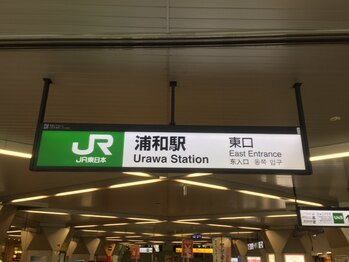 JR
JR東日本
浦和駅
Urawa Station
東口
East Entrance
东入口 동쪽 입구